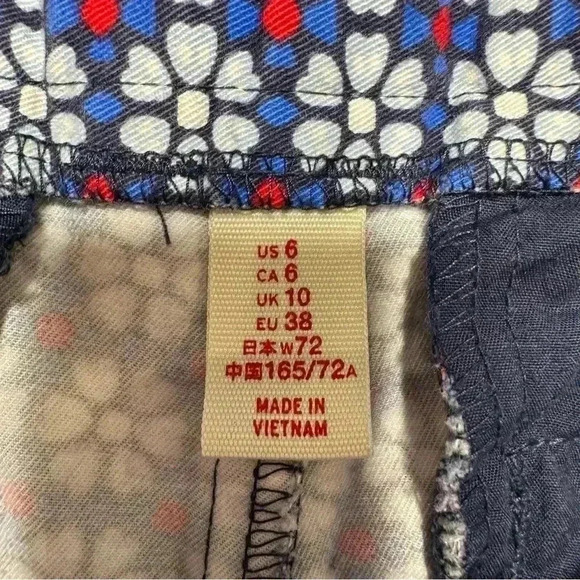 US 6
CA 6
UK 10
EU 38
日本 W72
中国 165/72A
MADE IN
VIETNAM